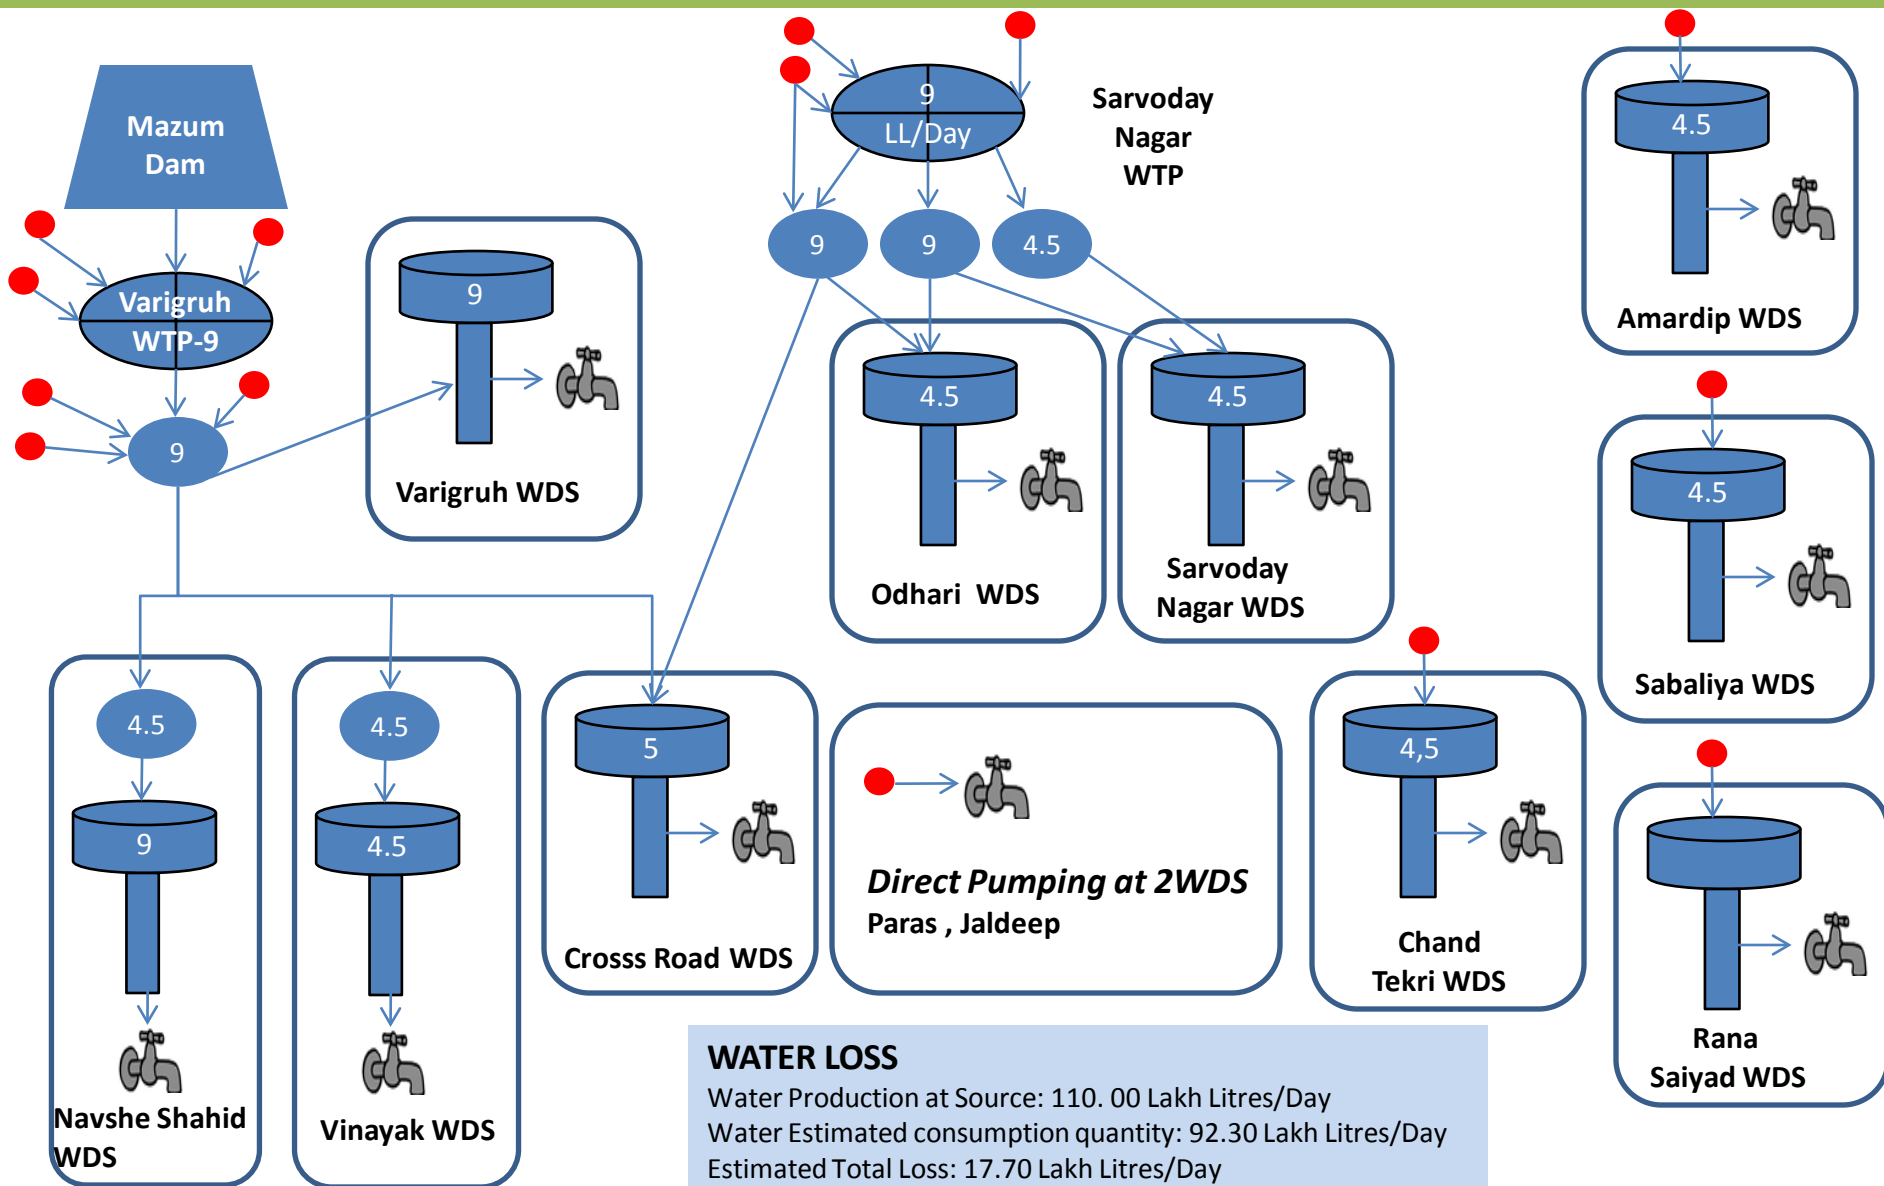 Mazum
Dam
Varigruh
WTP-9
9
9
Varigruh WDS
9
LL/Day
Sarvoday
Nagar
WTP
9
9
4.5
4.5
Odhari WDS
4.5
Sarvoday
Nagar WDS
4.5
Amardip WDS
4.5
Sabaliya WDS
4.5
9
Navshe Shahid
WDS
4.5
4.5
Vinayak WDS
5
Crosss Road WDS
Direct Pumping at 2WDS
Paras , Jaldeep
4,5
Chand
Tekri WDS
Rana
Saiyad WDS
WATER LOSS
Water Production at Source: 110. 00 Lakh Litres/Day
Water Estimated consumption quantity: 92.30 Lakh Litres/Day
Estimated Total Loss: 17.70 Lakh Litres/Day